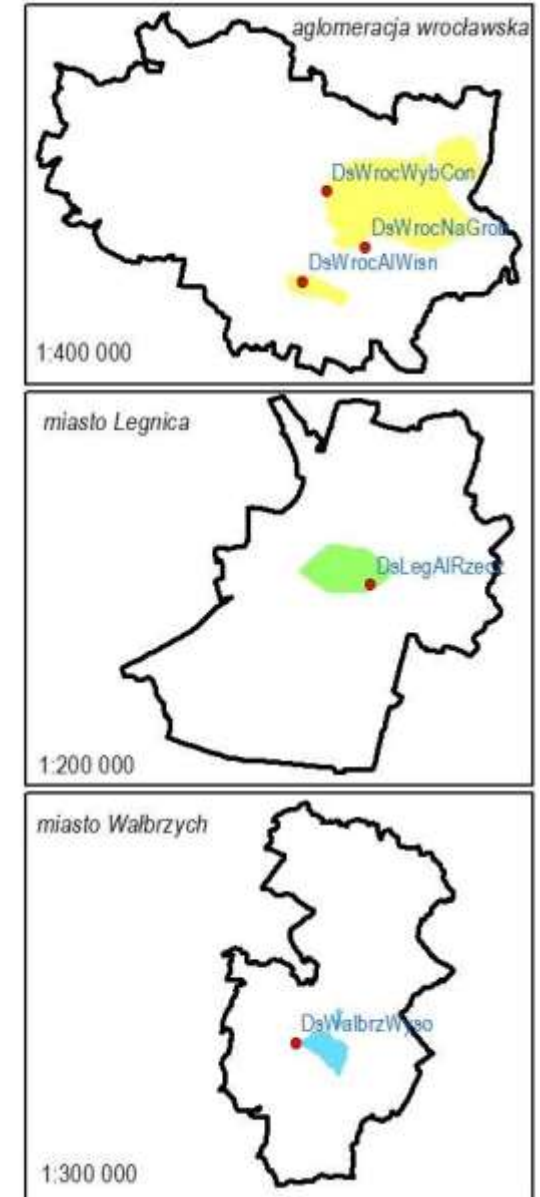 aglomeracja wrocławska
DsWrocWybCon
DsWrocNaGrob
DsWrocAlWisn
1:400 000
miasto Legnica
DsLegAlRzecz
1:200 000
miasto Wałbrzych
DsWalbrzWyso
1:300 000